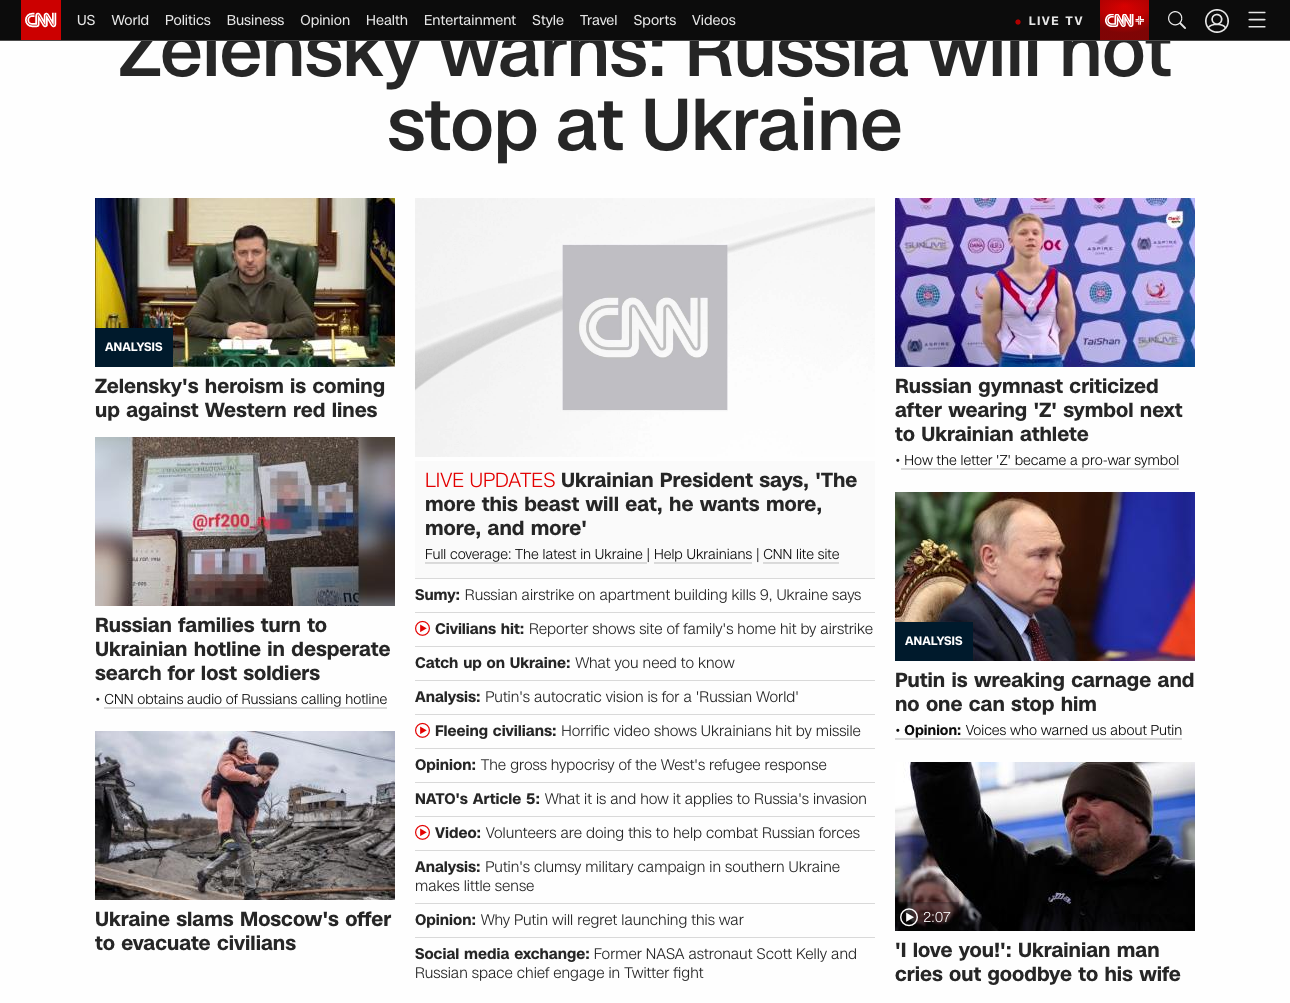 CNN
US World Politics Business Opinion Health Entertainment Style Travel Sports Videos
LIVE TV
CNN+
Zelensky warns: Russia will not
stop at Ukraine
ANALYSIS
Zelensky's heroism is coming
up against Western red lines
@rf200_
Russian families turn to
Ukrainian hotline in desperate
search for lost soldiers
• CNN obtains audio of Russians calling hotline
Ukraine slams Moscow's offer
to evacuate civilians
CNN
LIVE UPDATES Ukrainian President says, 'The
more this beast will eat, he wants more,
more, and more'
Full coverage: The latest in Ukraine | Help Ukrainians | CNN lite site
Sumy: Russian airstrike on apartment building kills 9, Ukraine says
Civilians hit: Reporter shows site of family's home hit by airstrike
Catch up on Ukraine: What you need to know
Analysis: Putin's autocratic vision is for a 'Russian World'
Fleeing civilians: Horrific video shows Ukrainians hit by missile
Opinion: The gross hypocrisy of the West's refugee response
NATO's Article 5: What it is and how it applies to Russia's invasion
Video: Volunteers are doing this to help combat Russian forces
Analysis: Putin's clumsy military campaign in southern Ukraine
makes little sense
Opinion: Why Putin will regret launching this war
Social media exchange: Former NASA astronaut Scott Kelly and
Russian space chief engage in Twitter fight
SUNLIVE
ASPIRE
TAISHAN
Russian gymnast criticized
after wearing 'Z' symbol next
to Ukrainian athlete
• How the letter 'Z' became a pro-war symbol
ANALYSIS
Putin is wreaking carnage and
no one can stop him
• Opinion: Voices who warned us about Putin
2:07
'I love you!': Ukrainian man
cries out goodbye to his wife